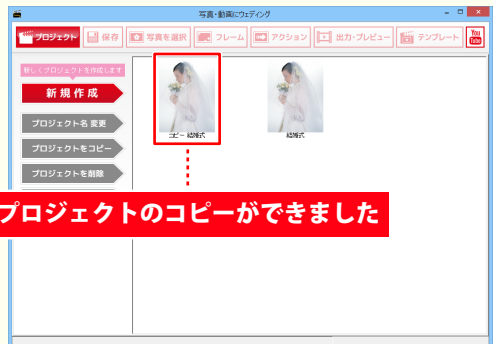 写真・動画にウェディング
プロジェクト 保存 写真を選択 フレーム アクション 出力・プレビュー テンプレート You Tube
新しくプロジェクトを作成します
新規作成
プロジェクト名 変更
プロジェクトをコピー
プロジェクトを削除
コピー 結婚式 結婚式
プロジェクトのコピーができました